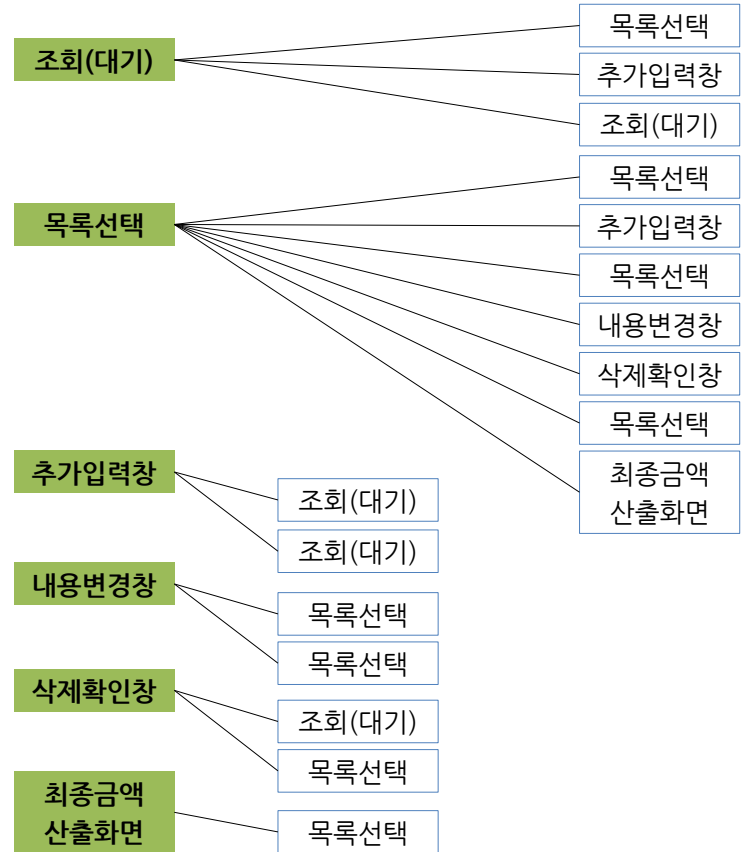 조회(대기)
목록선택
추가입력창
조회(대기)
목록선택
목록선택
추가입력창
목록선택
내용변경창
삭제확인창
목록선택
최종금액
산출화면
추가입력창
조회(대기)
조회(대기)
내용변경창
목록선택
목록선택
삭제확인창
조회(대기)
목록선택
최종금액
산출화면
목록선택